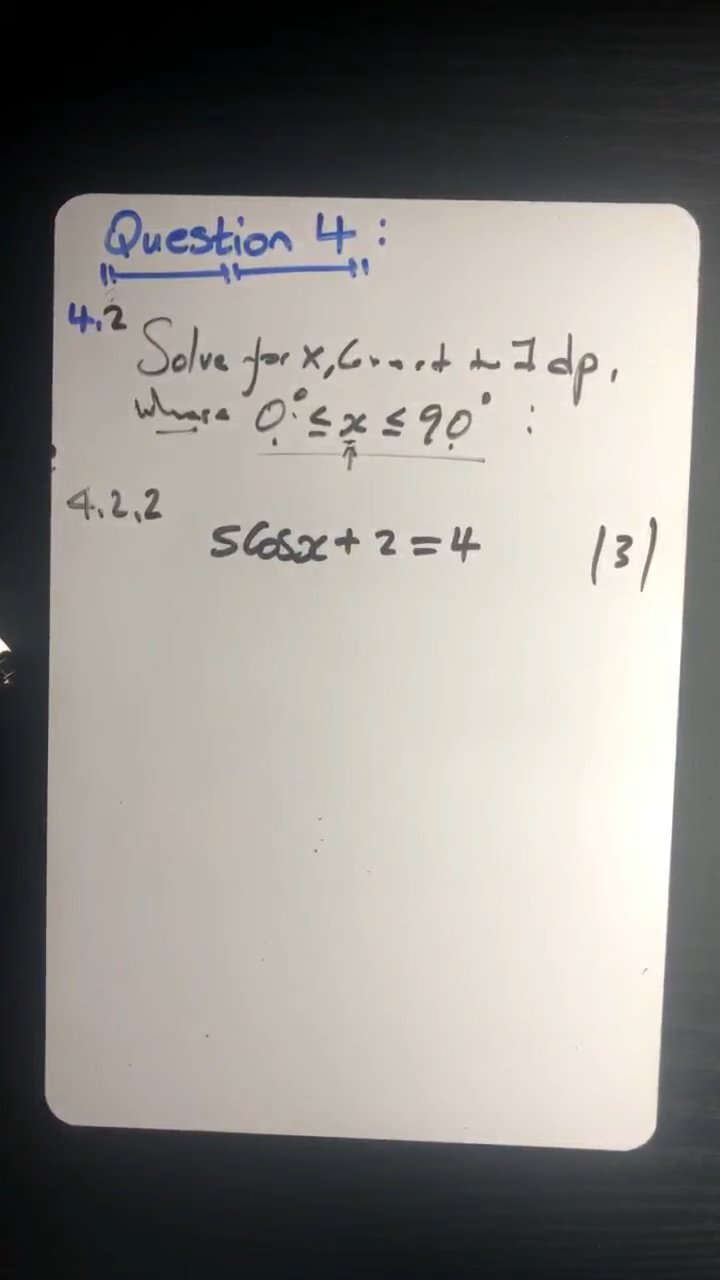 Question 4 :
4.2 Solve for x, Correct to 1 dp,
where 0° ≤ x ≤ 90° :
4.2.2 5Cosx + 2 = 4 (3)